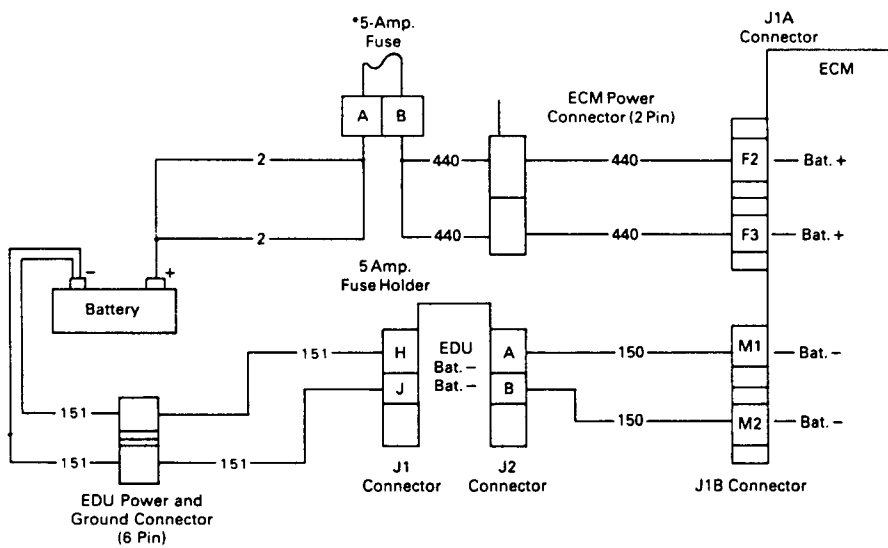 *5-Amp.
Fuse
J1A
Connector
ECM
A B
ECM Power
Connector (2 Pin)
2 440 440 F2 Bat. +
2 440 440 F3 Bat. +
5 Amp.
Fuse Holder
- +
Battery
151 H EDU A 150 M1 Bat. –
Bat. –
J Bat. – B
151 150 M2 Bat. –
151 151
J1
Connector
J2
Connector
J1B Connector
EDU Power and
Ground Connector
(6 Pin)